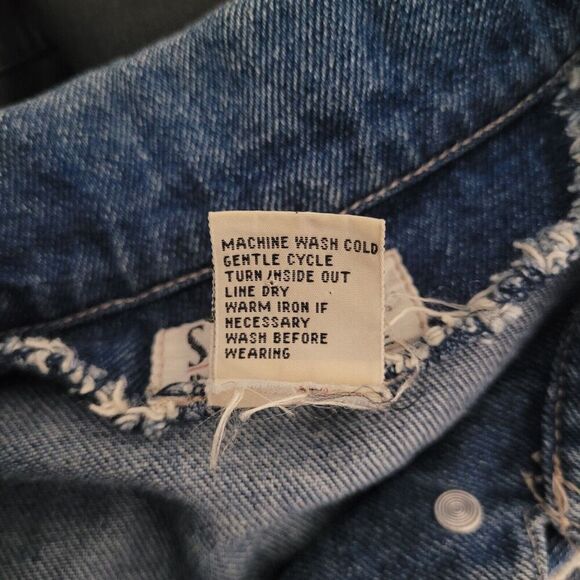 MACHINE WASH COLD
GENTLE CYCLE
TURN INSIDE OUT
LINE DRY
WARM IRON IF
NECESSARY
WASH BEFORE
WEARING